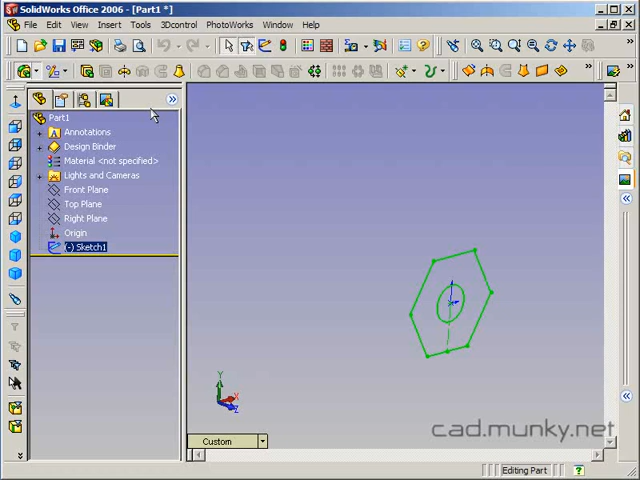 SolidWorks Office 2006 - [Part1 *]
File Edit View Insert Tools 3Dcontrol PhotoWorks Window Help
Part1
Annotations
Design Binder
Material <not specified>
Lights and Cameras
Front Plane
Top Plane
Right Plane
Origin
(-) Sketch1
Y
X
Z
Custom
cad.munky.net
Editing Part